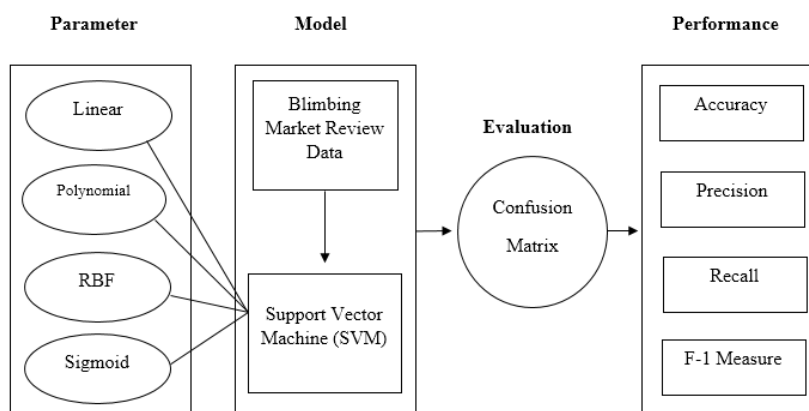 Parameter
Linear
Polynomial
RBF
Sigmoid
Model
Blimbing
Market Review
Data
Support Vector
Machine (SVM)
Evaluation
Confusion
Matrix
Performance
Accuracy
Precision
Recall
F-1 Measure